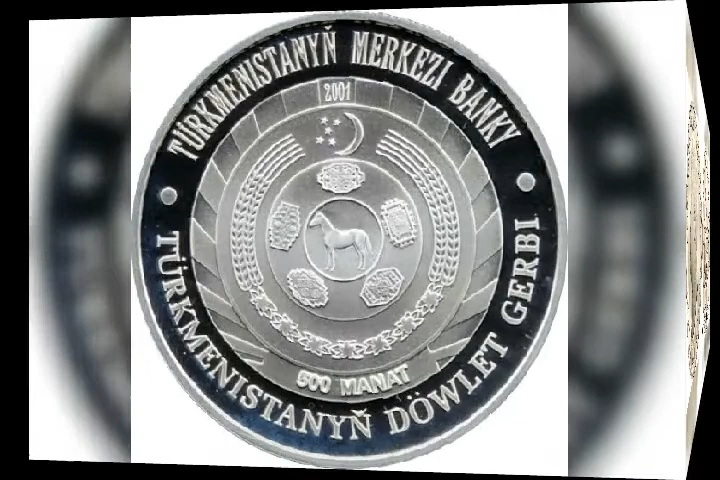 TÜRKMENISTANYŇ MERKEZI BANKY
2001
500 MANAT
TÜRKMENISTANYŇ DÖWLET GERBI